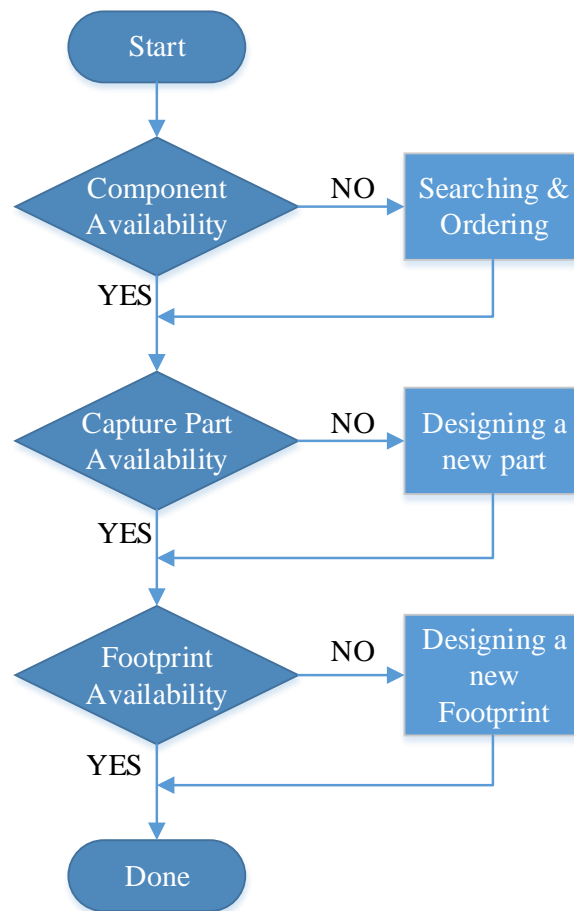 Start
Component
Availability
NO
Searching &
Ordering
YES
Capture Part
Availability
NO
Designing a
new part
YES
Footprint
Availability
NO
Designing a
new
Footprint
YES
Done